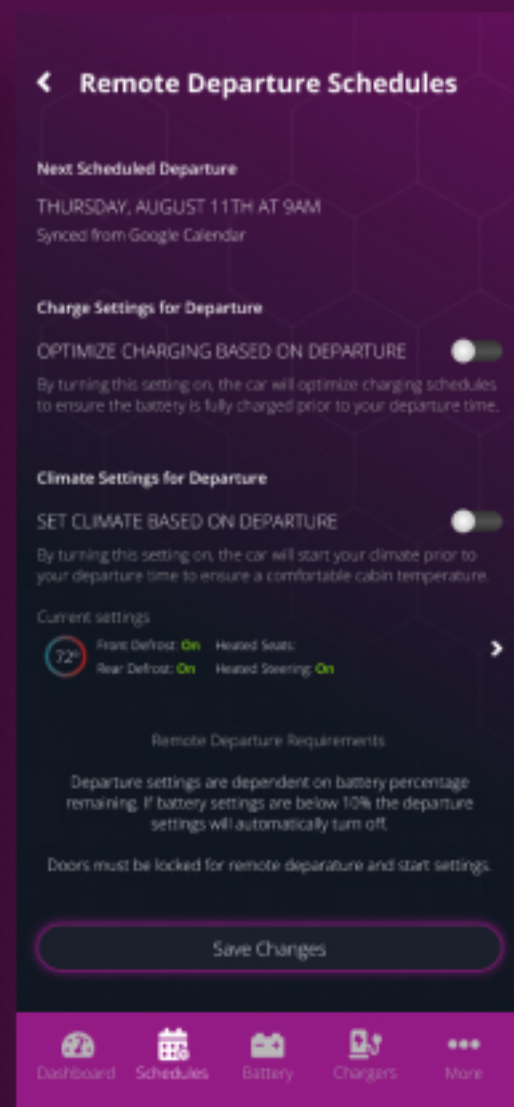 Remote Departure Schedules
Next Scheduled Departure
THURSDAY, AUGUST 11TH AT 9AM
Synced from Google Calendar
Charge Settings for Departure
OPTIMIZE CHARGING BASED ON DEPARTURE
By turning this setting on, the car will optimize charging schedules
to ensure the battery is fully charged prior to your departure time.
Climate Settings for Departure
SET CLIMATE BASED ON DEPARTURE
By turning this setting on, the car will start your climate prior to
your departure time to ensure a comfortable cabin temperature.
Current settings
72°
Front Defrost: On Heated Seats:
Rear Defrost: On Heated Steering: On
Remote Departure Requirements
Departure settings are dependent on battery percentage
remaining. If battery settings are below 10% the departure
settings will automatically turn off.
Doors must be locked for remote deparature and start settings.
Save Changes
Dashboard Schedules Battery Chargers More